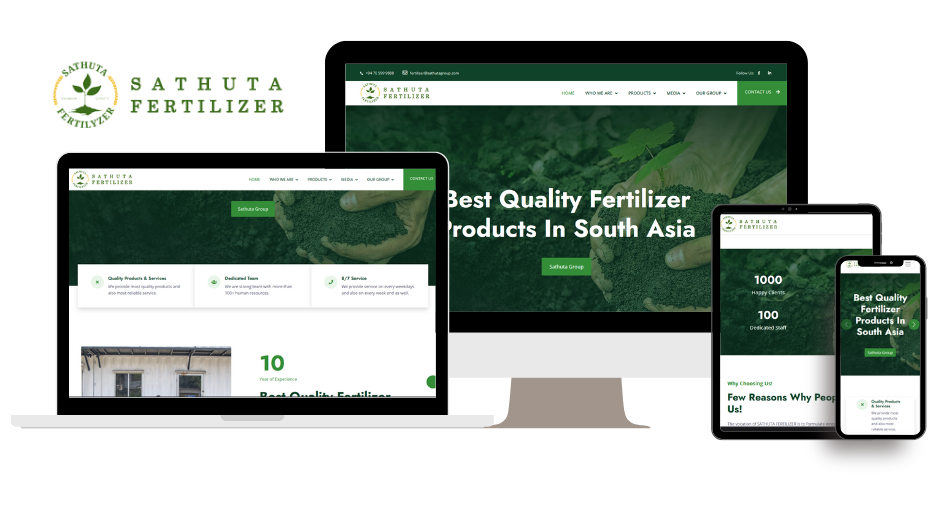 SATHUTA
FERTILYZER
SATHUTA
FERTILIZER
+94 70 599 9888
fertilizer@sathutagroup.com
Follow Us:
SATHUTA
FERTILIZER
HOME
WHO WE ARE
PRODUCTS
MEDIA
OUR GROUP
CONTACT US
Best Quality Fertilizer
Products In South Asia
Sathuta Group
SATHUTA
FERTILIZER
HOME
WHO WE ARE
PRODUCTS
MEDIA
OUR GROUP
CONTACT US
Sathuta Group
Quality Products & Services
We provide most quality products and
also most reliable service.
Dedicated Team
We are strong team with more than
100+ human resources.
8/7 Service
We provide service on every weekdays
and also on every week end as well.
10
Year of Experience
Best Quality Fertilizer
SATHUTA
FERTILIZER
1000
Happy Clients
100
Dedicated Staff
Why Choosing Us!
Few Reasons Why Peop
Us!
The vocation of SATHUTA FERTILIZER is to formulate
Best Quality
Fertilizer
Products In
South Asia
Sathuta Group
Quality Products
& Services
We provide most
quality products
and also most
reliable service.